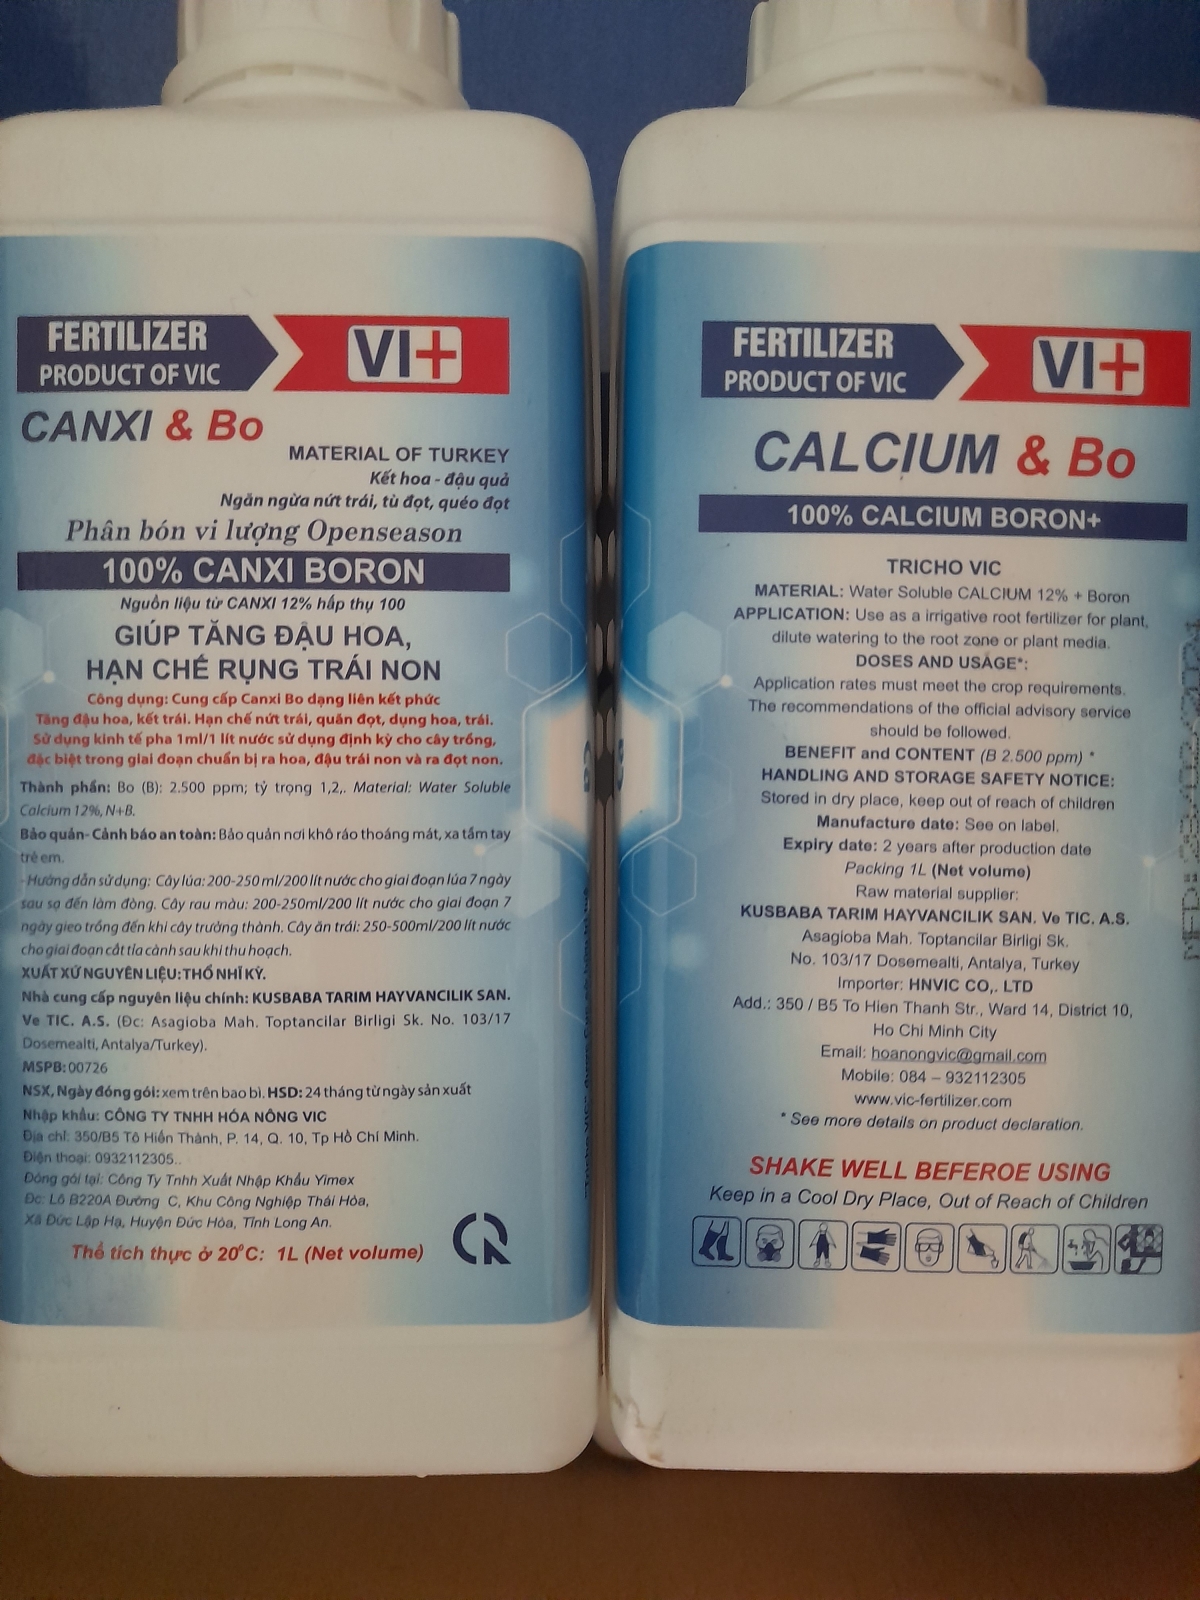 FERTILIZER
PRODUCT OF VIC
VI+
CANXI & Bo
MATERIAL OF TURKEY
Kết hoa - đậu quả
Ngăn ngừa nứt trái, tù đọt, quéo đọt
Phân bón vi lượng Openseason
100% CANXI BORON
Nguồn liệu từ CANXI 12% hấp thụ 100
GIÚP TĂNG ĐẬU HOA,
HẠN CHẾ RỤNG TRÁI NON
Công dụng: Cung cấp Canxi Bo dạng liên kết phức
Tăng đậu hoa, kết trái. Hạn chế nứt trái, quăn đọt, dụng hoa, trái.
Sử dụng kinh tế pha 1ml/1 lít nước sử dụng định kỳ cho cây trồng,
đặc biệt trong giai đoạn chuẩn bị ra hoa, đậu trái non và ra đọt non.
Thành phần: Bo (B): 2.500 ppm; tỷ trọng 1,2,. Material: Water Soluble
Calcium 12%, N+B.
Bảo quản- Cảnh báo an toàn: Bảo quản nơi khô ráo thoáng mát, xa tầm tay
trẻ em.
- Hướng dẫn sử dụng: Cây lúa: 200-250 ml/200 lít nước cho giai đoạn lúa 7 ngày
sau sạ đến làm đòng. Cây rau màu: 200-250ml/200 lít nước cho giai đoạn 7
ngày gieo trồng đến khi cây trưởng thành. Cây ăn trái: 250-500ml/200 lít nước
cho giai đoạn cắt tỉa cành sau khi thu hoạch.
XUẤT XỨ NGUYÊN LIỆU: THỔ NHĨ KỲ.
Nhà cung cấp nguyên liệu chính: KUSBABA TARIM HAYVANCILIK SAN.
Ve TIC. A.S. (Đc: Asagioba Mah. Toptancilar Birligi Sk. No. 103/17
Dosemealti, Antalya/Turkey).
MSPB: 00726
NSX, Ngày đóng gói: xem trên bao bì. HSD: 24 tháng từ ngày sản xuất
Nhập khẩu: CÔNG TY TNHH HÓA NÔNG VIC
Địa chỉ: 350/B5 Tô Hiến Thành, P. 14, Q. 10, Tp Hồ Chí Minh.
Điện thoại: 0932112305..
Đóng gói tại: Công Ty Tnhh Xuất Nhập Khẩu Yimex
Đc: Lô B220A Đường C, Khu Công Nghiệp Thái Hòa,
Xã Đức Lập Hạ, Huyện Đức Hòa, Tỉnh Long An.
Thể tích thực ở 20°C: 1L (Net volume)
FERTILIZER
PRODUCT OF VIC
VI+
CALCIUM & Bo
100% CALCIUM BORON+
TRICHO VIC
MATERIAL: Water Soluble CALCIUM 12% + Boron
APPLICATION: Use as a irrigative root fertilizer for plant,
dilute watering to the root zone or plant media.
DOSES AND USAGE*:
Application rates must meet the crop requirements.
The recommendations of the official advisory service
should be followed.
BENEFIT and CONTENT (B 2.500 ppm) *
HANDLING AND STORAGE SAFETY NOTICE:
Stored in dry place, keep out of reach of children
Manufacture date: See on label.
Expiry date: 2 years after production date
Packing 1L (Net volume)
Raw material supplier:
KUSBABA TARIM HAYVANCILIK SAN. Ve TIC. A.S.
Asagioba Mah. Toptancilar Birligi Sk.
No. 103/17 Dosemealti, Antalya, Turkey
Importer: HNVIC CO,. LTD
Add.: 350 / B5 To Hien Thanh Str., Ward 14, District 10,
Ho Chi Minh City
Email: hoanongvic@gmail.com
Mobile: 084 – 932112305
www.vic-fertilizer.com
* See more details on product declaration.
SHAKE WELL BEFEROE USING
Keep in a Cool Dry Place, Out of Reach of Children